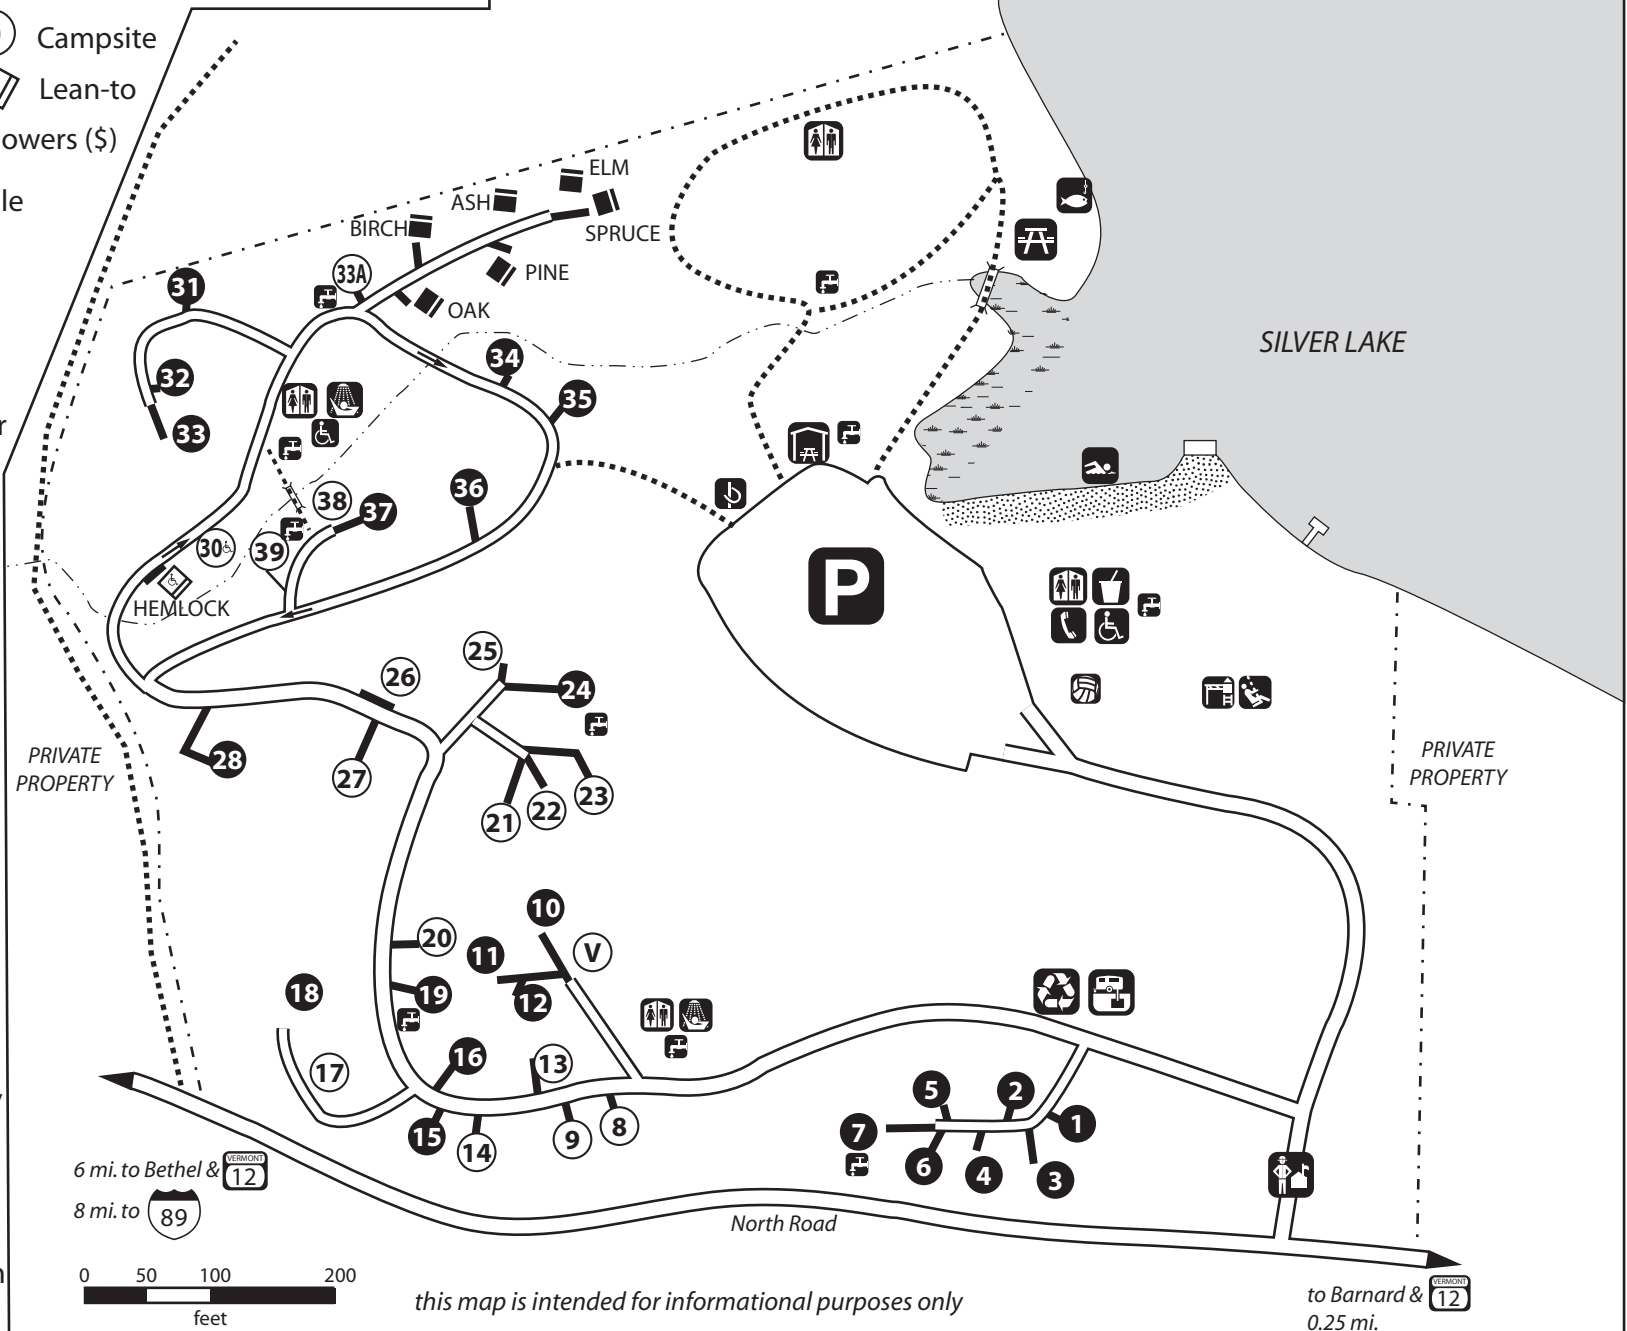 Campsite
Lean-to
owers ($)
le
r
ELM
ASH
BIRCH
SPRUCE
PINE
OAK
33A
31
32
33
34
35
36
37
38
39
30
HEMLOCK
SILVER LAKE
P
25
24
26
27
28
23
22
21
PRIVATE
PROPERTY
PRIVATE
PROPERTY
10
V
11
12
20
19
18
17
16
15
14
13
9
8
7
6
5
4
3
2
1
6 mi. to Bethel &
VERMONT
12
8 mi. to
89
North Road
0 50 100 200
feet
this map is intended for informational purposes only
to Barnard &
VERMONT
12
0.25 mi.